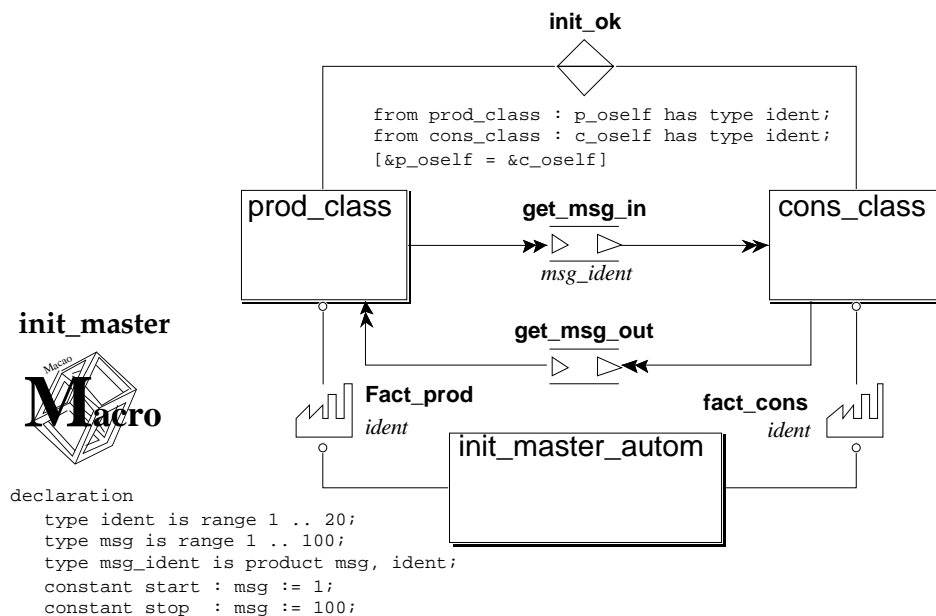 init_ok
from prod_class : p_oself has type ident;
from cons_class : c_oself has type ident;
[&p_oself = &c_oself]
prod_class
get_msg_in
cons_class
msg_ident
init_master
get_msg_out
Macao
Macro
Fact_prod
ident
fact_cons
ident
init_master_autom
declaration
type ident is range 1 .. 20;
type msg is range 1 .. 100;
type msg_ident is product msg, ident;
constant start : msg := 1;
constant stop  : msg := 100;